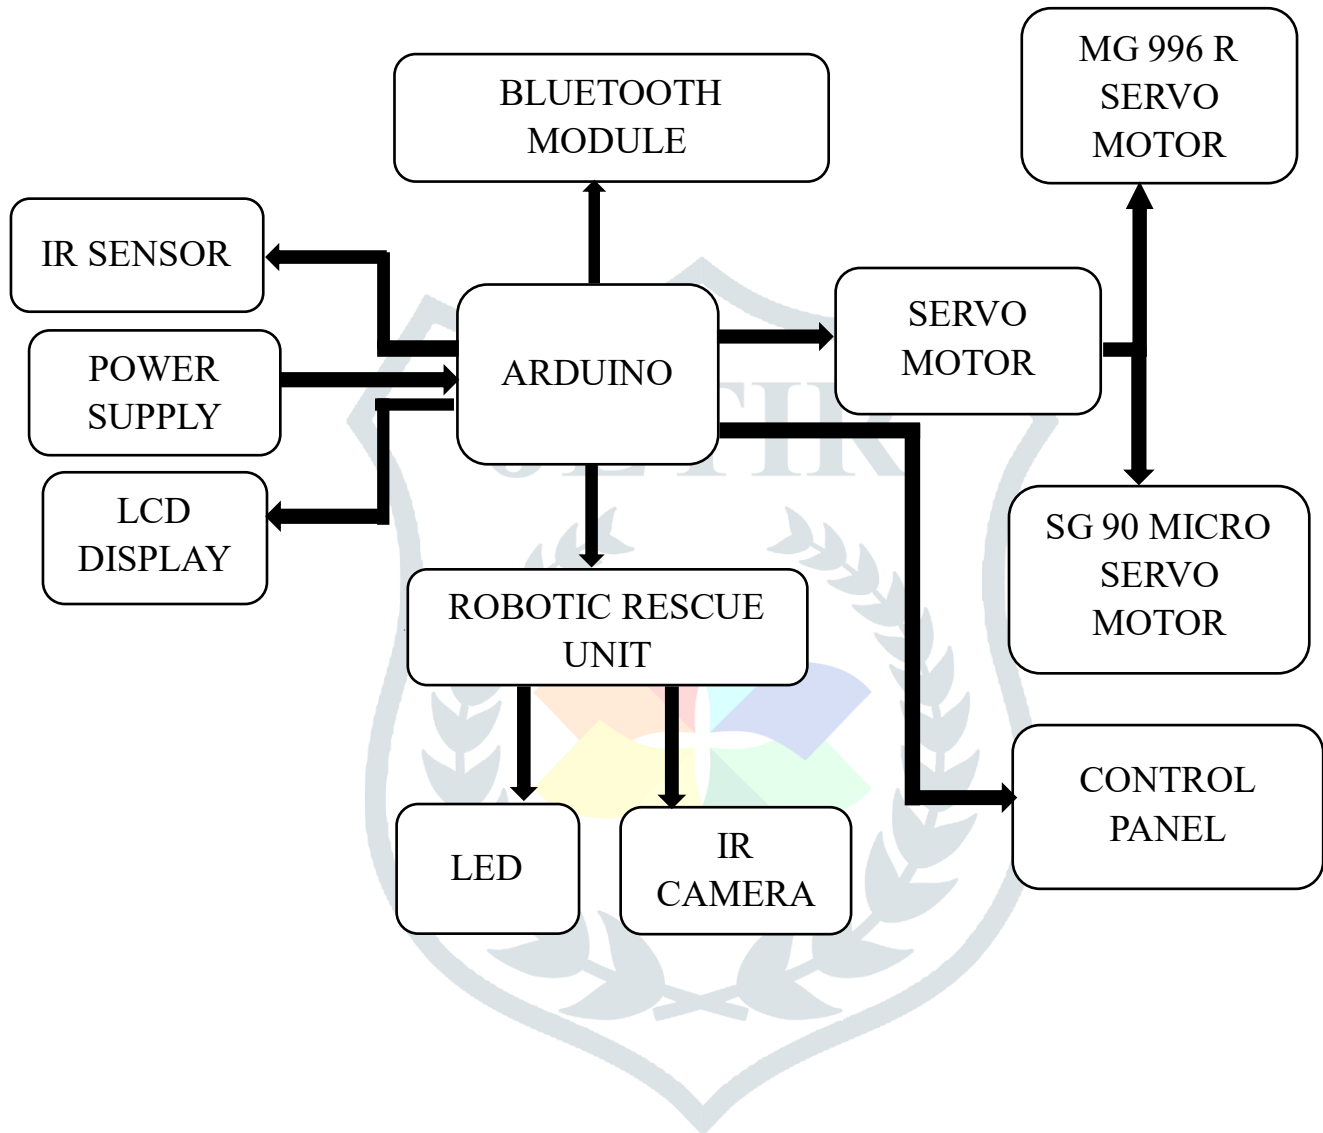 MG 996 R
SERVO
MOTOR
BLUETOOTH
MODULE
IR SENSOR
SERVO
MOTOR
POWER
SUPPLY
ARDUINO
LCD
DISPLAY
SG 90 MICRO
SERVO
MOTOR
ROBOTIC RESCUE
UNIT
CONTROL
PANEL
LED
IR
CAMERA
JETIR